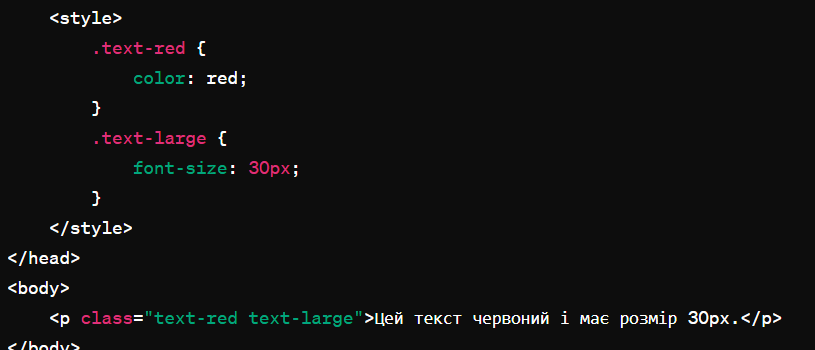 <style>
.text-red {
color: red;
}
.text-large {
font-size: 30px;
}
</style>
</head>
<body>
<p class="text-red text-large">Цей текст червоний і має розмір 30px.</p>
</body>